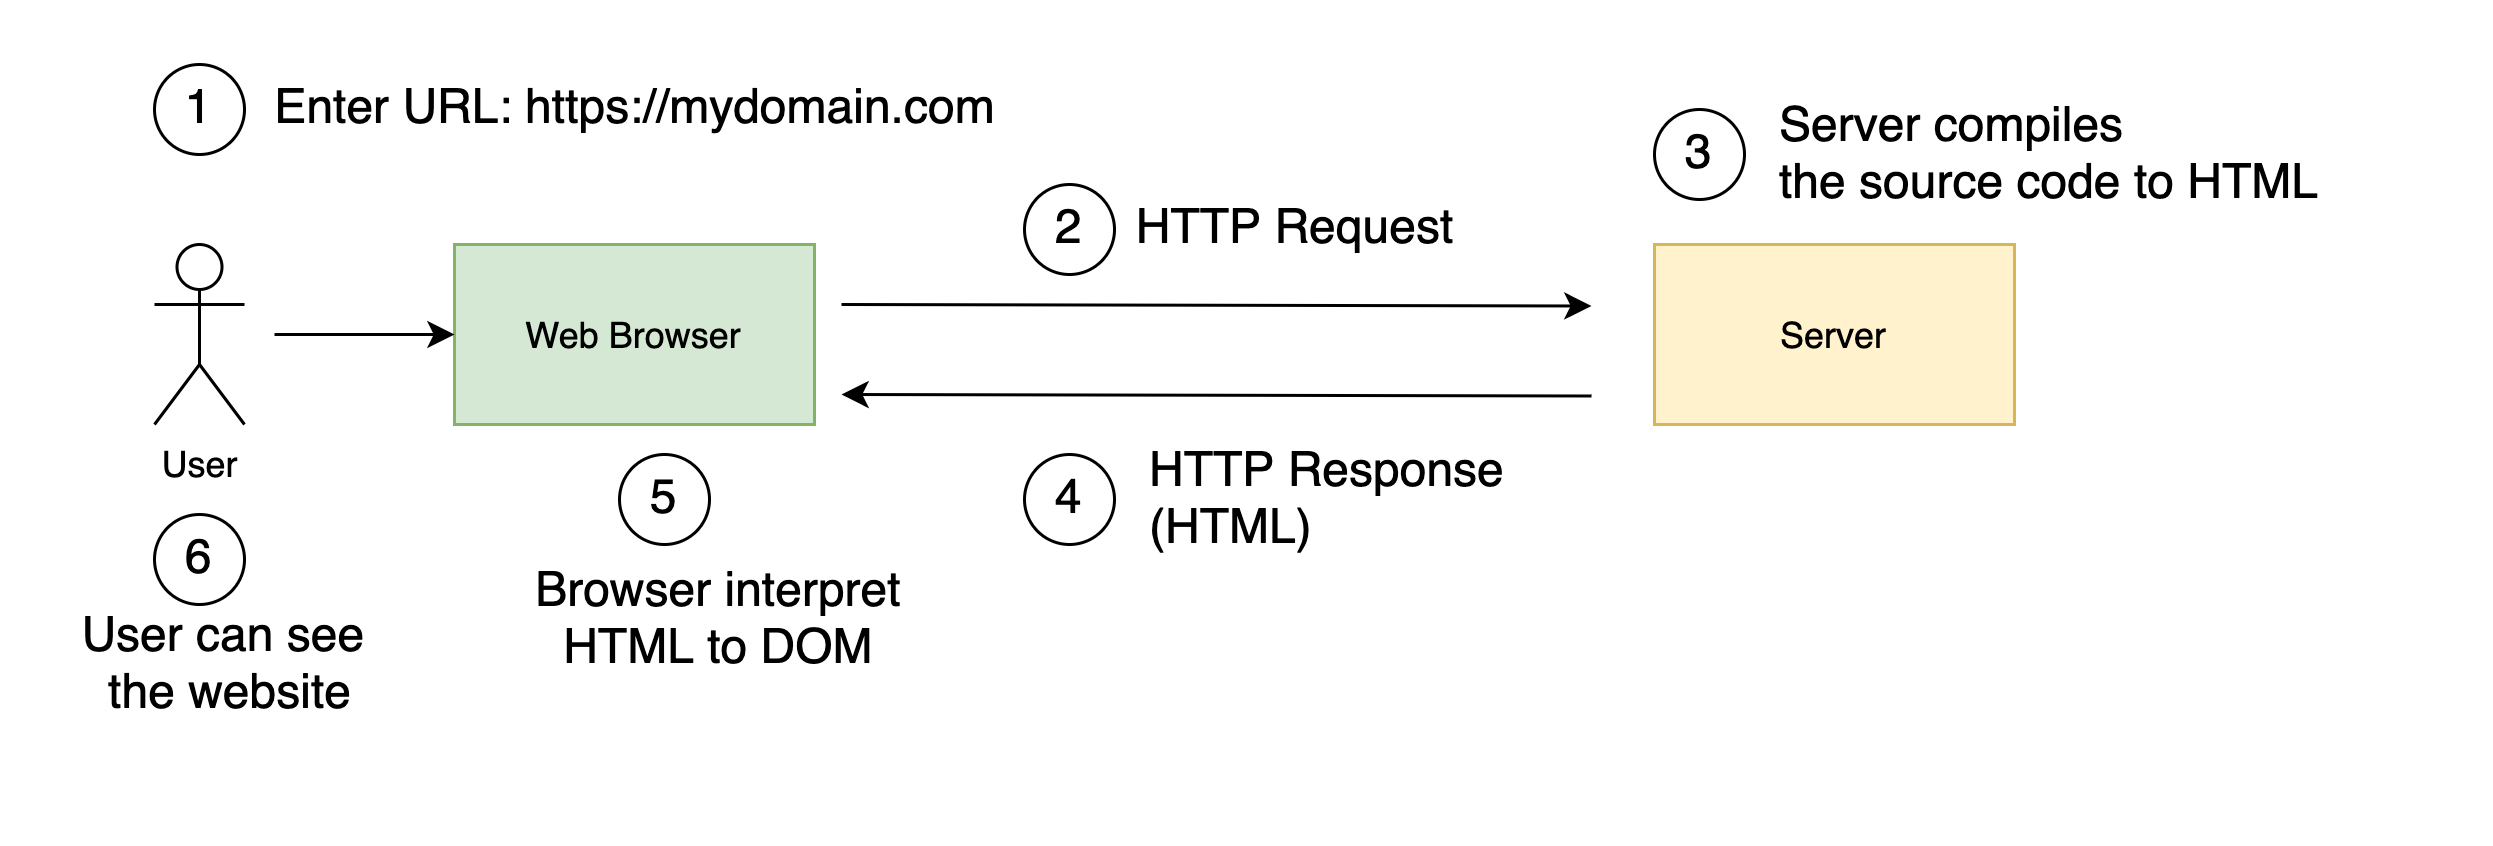 1
Enter URL: https://mydomain.com
2
HTTP Request
3
Server compiles
the source code to HTML
User
Web Browser
Server
4
HTTP Response
(HTML)
5
Browser interpret
HTML to DOM
6
User can see
the website